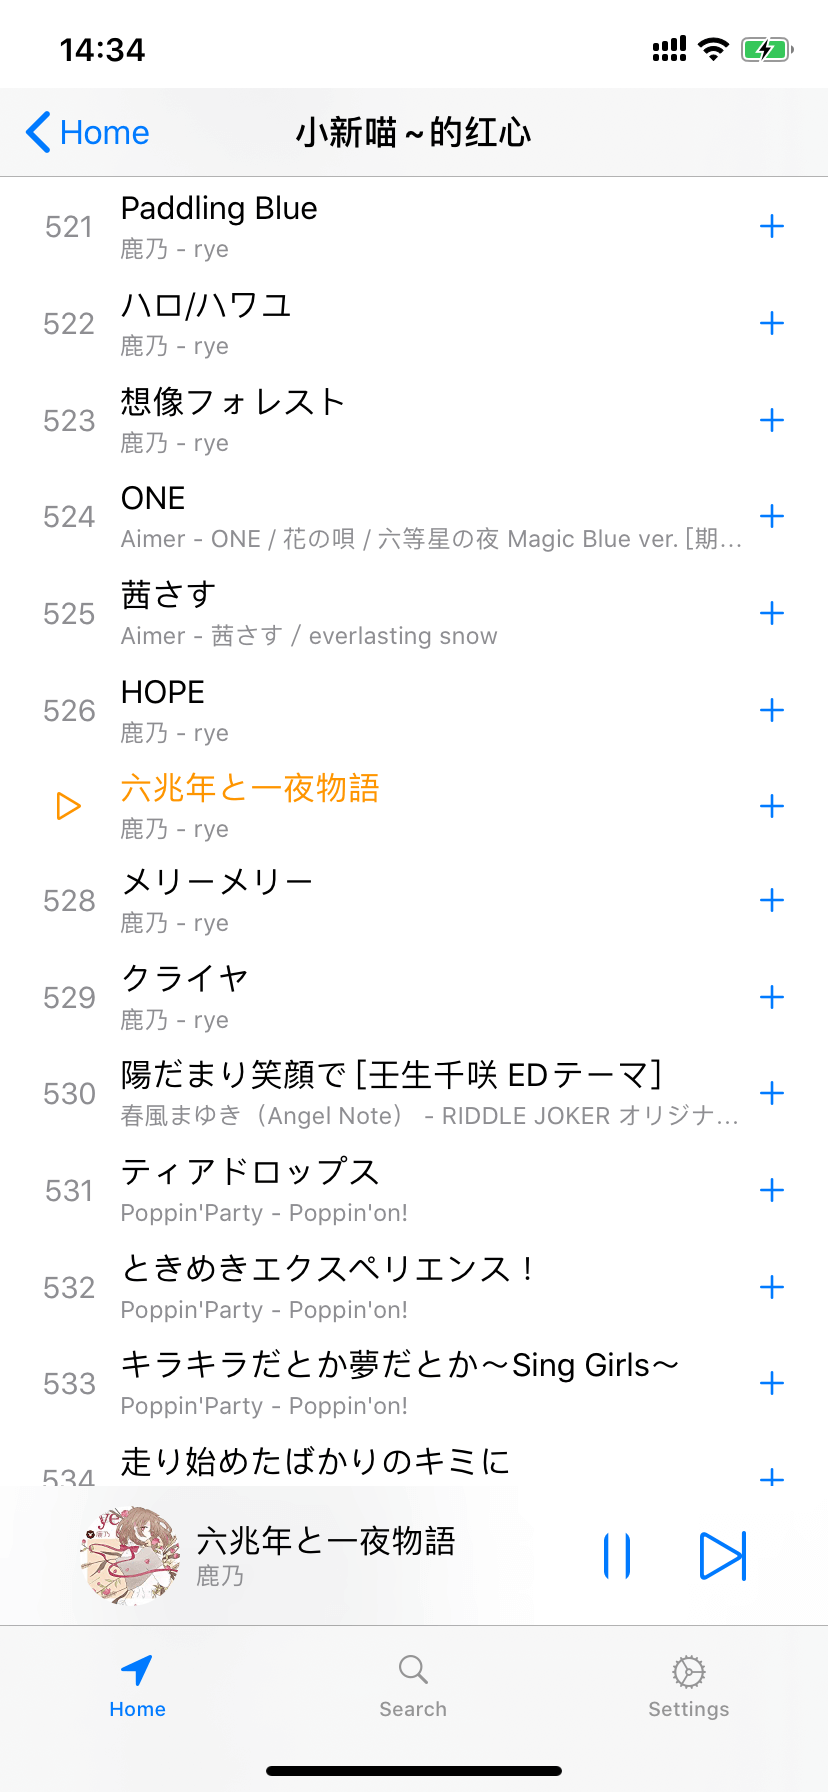 14:34
Home
小新喵~的红心
521
Paddling Blue
鹿乃 - rye
522
ハロ/ハワユ
鹿乃 - rye
523
想像フォレスト
鹿乃 - rye
524
ONE
Aimer - ONE / 花の唄 / 六等星の夜 Magic Blue ver. [期...
525
茜さす
Aimer - 茜さす / everlasting snow
526
HOPE
鹿乃 - rye
六兆年と一夜物語
鹿乃 - rye
528
メリーメリー
鹿乃 - rye
529
クライヤ
鹿乃 - rye
530
陽だまり笑顔で [壬生千咲 EDテーマ]
春風まゆき（Angel Note） - RIDDLE JOKER オリジナ...
531
ティアドロップス
Poppin'Party - Poppin'on!
532
ときめきエクスペリエンス！
Poppin'Party - Poppin'on!
533
キラキラだとか夢だとか～Sing Girls～
Poppin'Party - Poppin'on!
534
走り始めたばかりのキミに
六兆年と一夜物語
鹿乃
Home
Search
Settings